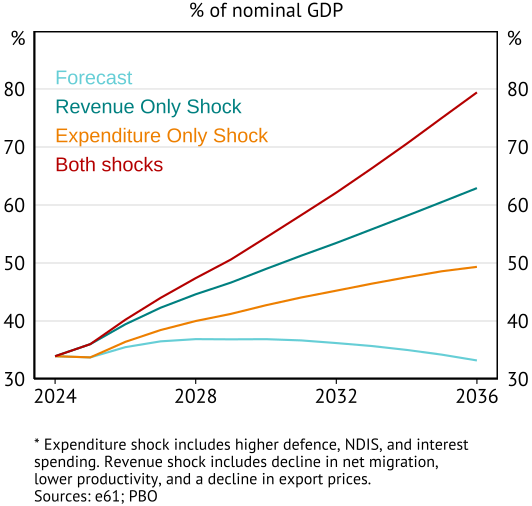 % of nominal GDP
% %
Forecast
80 80
Revenue Only Shock
Expenditure Only Shock
70 70
Both shocks
60 60
50 50
40 40
30 30
2024 2028 2032 2036
* Expenditure shock includes higher defence, NDIS, and interest
spending. Revenue shock includes decline in net migration,
lower productivity, and a decline in export prices.
Sources: e61; PBO